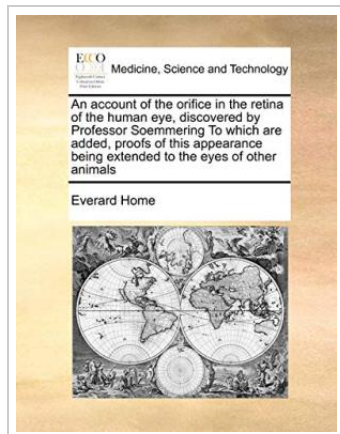 ECCO
Medicine, Science and Technology
An account of the orifice in the retina
of the human eye, discovered by
Professor Soemmering To which are
added, proofs of this appearance
being extended to the eyes of other
animals
Everard Home